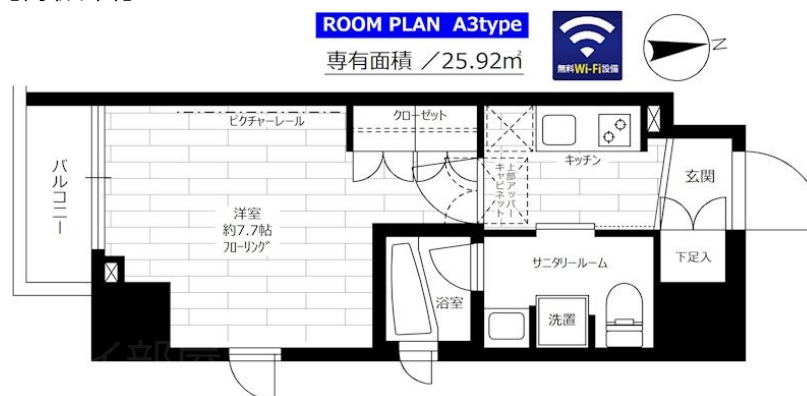 ROOM PLAN A3type
専有面積 ／25.92㎡
無料Wi-Fi設備
N
ピクチャーレール
クローゼット
キッチン
上部アッパー
キャビネット
玄関
バルコニー
洋室
約7.7帖
フローリング
サニタリールーム
下足入
浴室
洗置